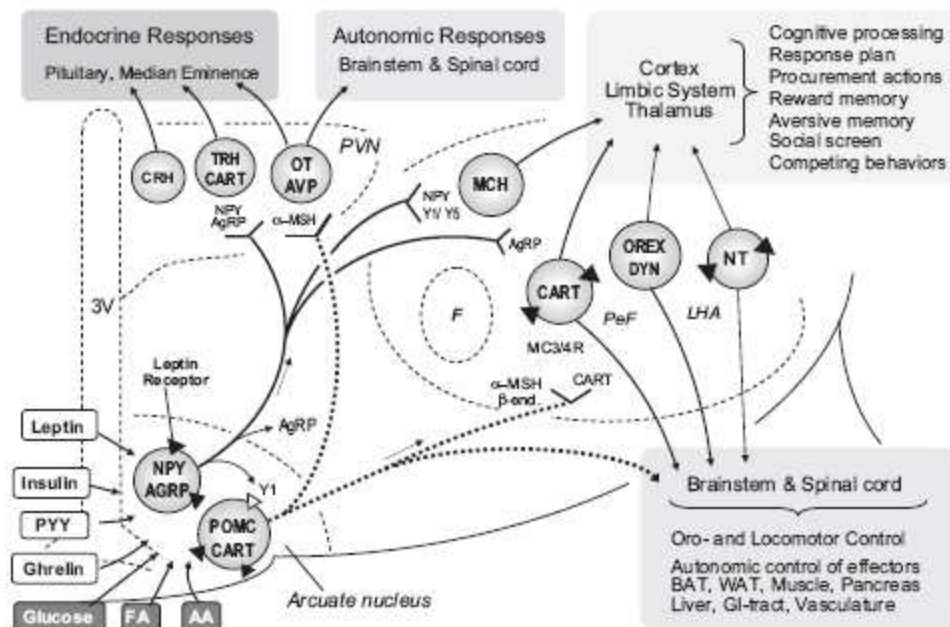 Endocrine Responses
Pituitary, Median Eminence
Autonomic Responses
Brainstem & Spinal cord
Cortex
Limbic System
Thalamus
Cognitive processing
Response plan
Procurement actions
Reward memory
Aversive memory
Social screen
Competing behaviors
PVN
CRH
TRH
CART
OT
AVP
MCH
NPY
AgRP
α-MSH
NPY
Y1/ Y5
AgRP
OREX
DYN
NT
CART
3V
F
PeF
LHA
MC3/4R
Leptin
Receptor
α-MSH
β-end.
CART
AgRP
Leptin
NPY
AGRP
Y1
Insulin
PYY
POMC
CART
Ghrelin
Glucose
FA
AA
Arcuate nucleus
Brainstem & Spinal cord
Oro- and Locomotor Control
Autonomic control of effectors
BAT, WAT, Muscle, Pancreas
Liver, GI-tract, Vasculature